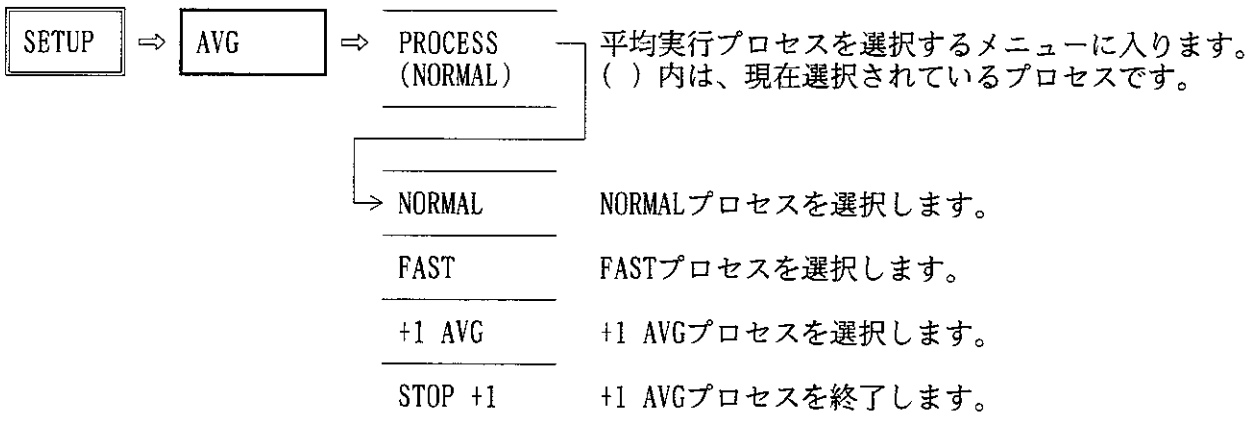 SETUP ⇨ AVG ⇨ PROCESS 平均実行プロセスを選択するメニューに入ります。
(NORMAL) ( ) 内は、現在選択されているプロセスです。
NORMAL NORMALプロセスを選択します。
FAST FASTプロセスを選択します。
+1 AVG +1 AVGプロセスを選択します。
STOP +1 +1 AVGプロセスを終了します。